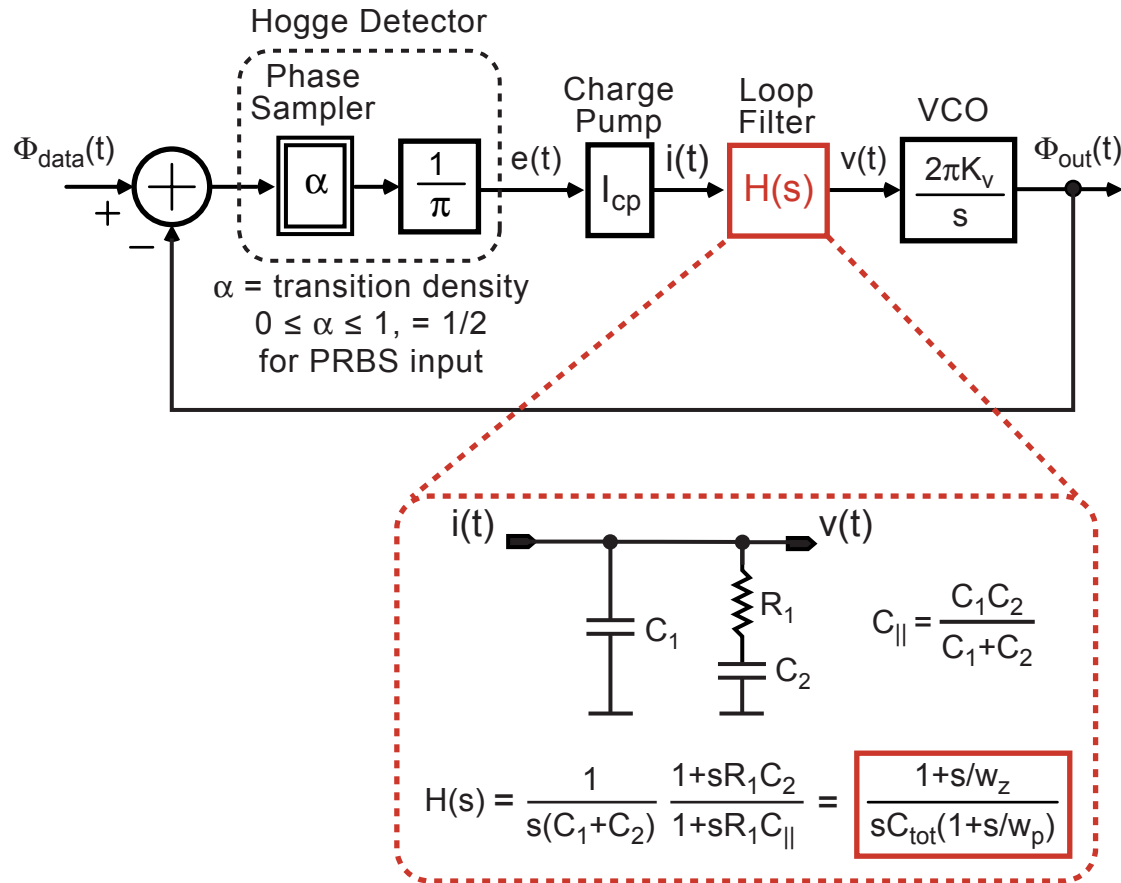 Hogge Detector
Phase
Sampler
Charge
Pump
Loop
Filter
VCO
Φdata(t)
+
−
α
1/π
e(t)
Icp
i(t)
H(s)
v(t)
2πKv/s
Φout(t)
α = transition density
0 ≤ α ≤ 1, = 1/2
for PRBS input
i(t)
v(t)
C1
R1
C2
C|| = C1C2/(C1+C2)
H(s) = 1/(s(C1+C2)) (1+sR1C2)/(1+sR1C||) = (1+s/wz)/(sCtot(1+s/wp))